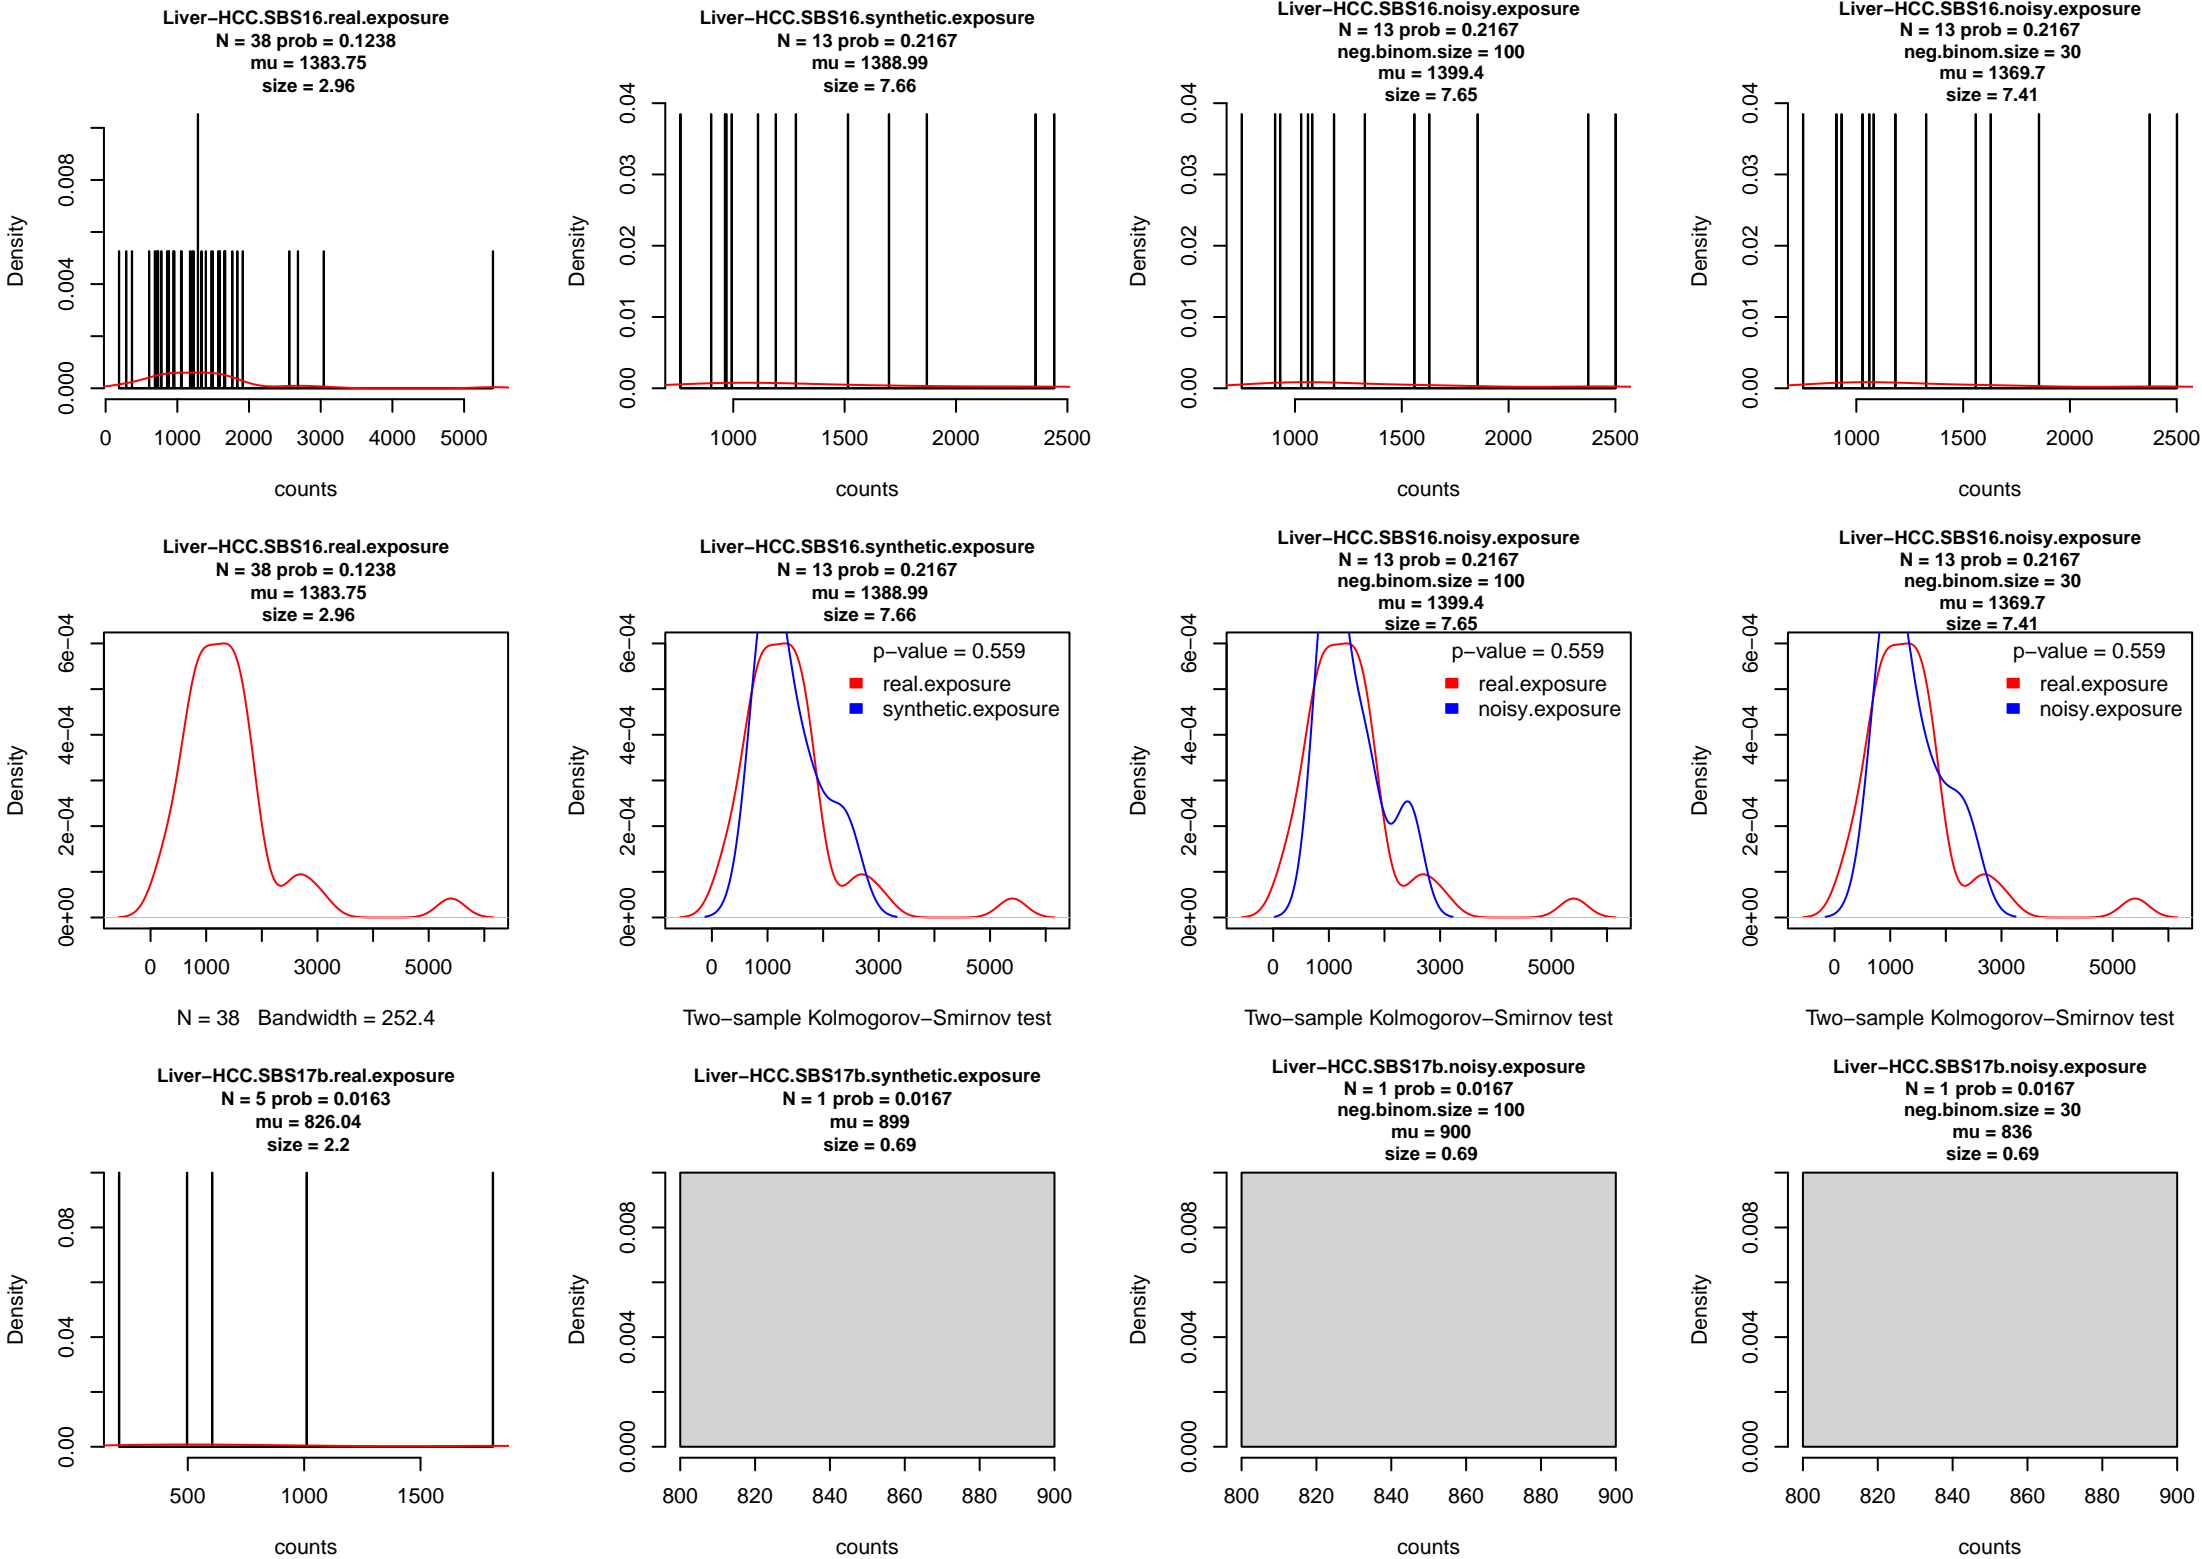 Liver−HCC.SBS16.real.exposure
N = 38 prob = 0.1238
mu = 1383.75
size = 2.96
Density
0.000 0.004 0.008
0 1000 2000 3000 4000 5000
counts
Liver−HCC.SBS16.synthetic.exposure
N = 13 prob = 0.2167
mu = 1388.99
size = 7.66
Density
0.00 0.01 0.02 0.03 0.04
1000 1500 2000 2500
counts
Liver−HCC.SBS16.noisy.exposure
N = 13 prob = 0.2167
neg.binom.size = 100
mu = 1399.4
size = 7.65
Density
0.00 0.01 0.02 0.03 0.04
1000 1500 2000 2500
counts
Liver−HCC.SBS16.noisy.exposure
N = 13 prob = 0.2167
neg.binom.size = 30
mu = 1369.7
size = 7.41
Density
0.00 0.01 0.02 0.03 0.04
1000 1500 2000 2500
counts
Liver−HCC.SBS16.real.exposure
N = 38 prob = 0.1238
mu = 1383.75
size = 2.96
Density
0e+00 2e−04 4e−04 6e−04
0 1000 3000 5000
N = 38 Bandwidth = 252.4
Liver−HCC.SBS16.synthetic.exposure
N = 13 prob = 0.2167
mu = 1388.99
size = 7.66
Density
0e+00 2e−04 4e−04 6e−04
p−value = 0.559
real.exposure
synthetic.exposure
0 1000 3000 5000
Two−sample Kolmogorov−Smirnov test
Liver−HCC.SBS16.noisy.exposure
N = 13 prob = 0.2167
neg.binom.size = 100
mu = 1399.4
size = 7.65
Density
0e+00 2e−04 4e−04 6e−04
p−value = 0.559
real.exposure
noisy.exposure
0 1000 3000 5000
Two−sample Kolmogorov−Smirnov test
Liver−HCC.SBS16.noisy.exposure
N = 13 prob = 0.2167
neg.binom.size = 30
mu = 1369.7
size = 7.41
Density
0e+00 2e−04 4e−04 6e−04
p−value = 0.559
real.exposure
noisy.exposure
0 1000 3000 5000
Two−sample Kolmogorov−Smirnov test
Liver−HCC.SBS17b.real.exposure
N = 5 prob = 0.0163
mu = 826.04
size = 2.2
Density
0.00 0.04 0.08
500 1000 1500
counts
Liver−HCC.SBS17b.synthetic.exposure
N = 1 prob = 0.0167
mu = 899
size = 0.69
Density
0.000 0.004 0.008
800 820 840 860 880 900
counts
Liver−HCC.SBS17b.noisy.exposure
N = 1 prob = 0.0167
neg.binom.size = 100
mu = 900
size = 0.69
Density
0.000 0.004 0.008
800 820 840 860 880 900
counts
Liver−HCC.SBS17b.noisy.exposure
N = 1 prob = 0.0167
neg.binom.size = 30
mu = 836
size = 0.69
Density
0.000 0.004 0.008
800 820 840 860 880 900
counts